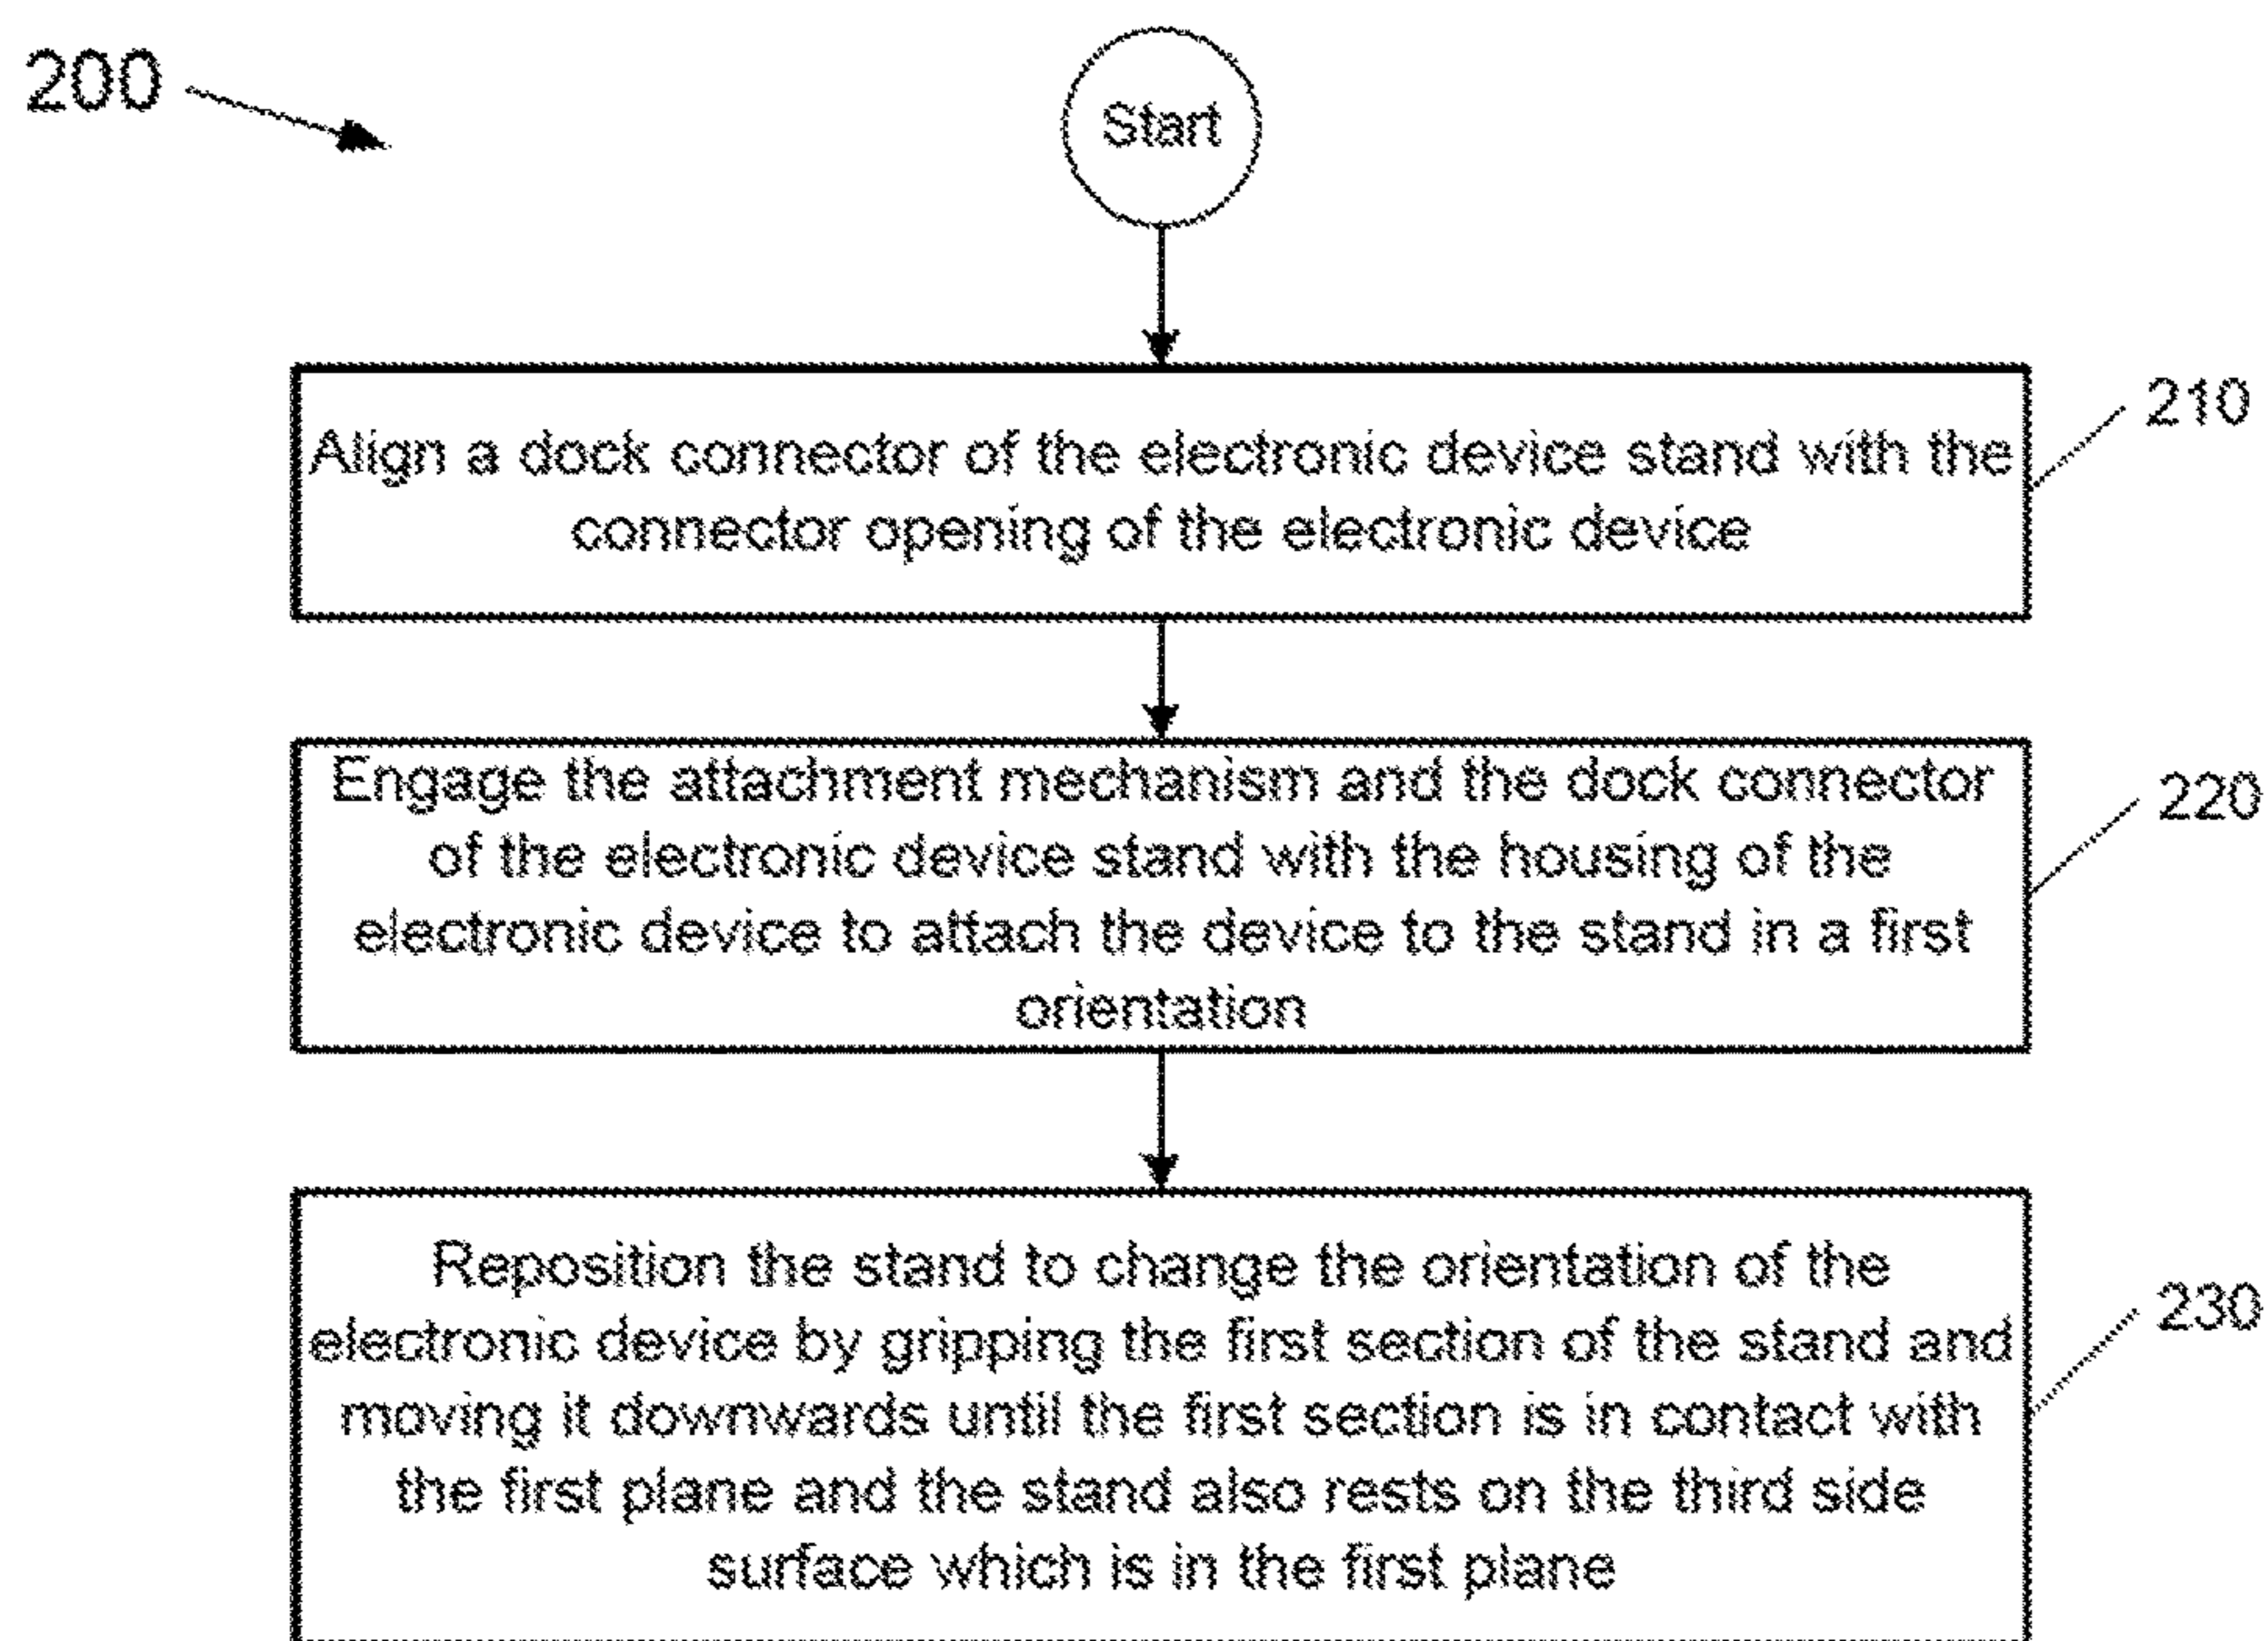 200
Start
Align a dock connector of the electronic device stand with the
connector opening of the electronic device
210
Engage the attachment mechanism and the dock connector
of the electronic device stand with the housing of the
electronic device to attach the device to the stand in a first
orientation
220
Reposition the stand to change the orientation of the
electronic device by gripping the first section of the stand and
moving it downwards until the first section is in contact with
the first plane and the stand also rests on the third side
surface which is in the first plane
230